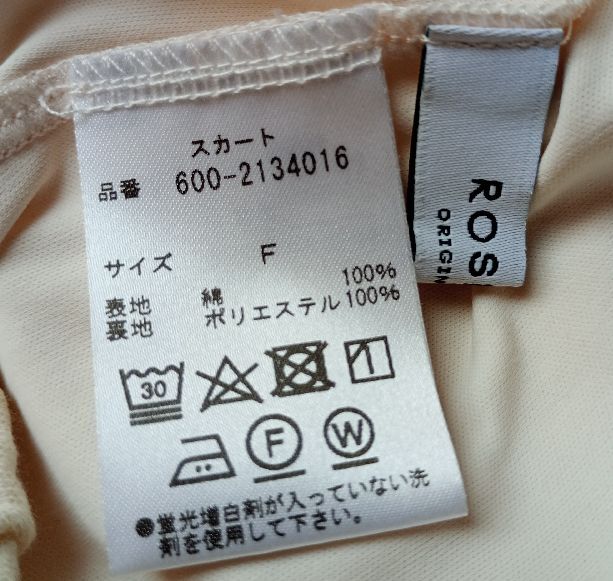 スカート
品番 600-2134016
サイズ F
表地 綿 100%
裏地 ポリエステル 100%
30
F
W
●蛍光増白剤が入っていない洗
剤を使用して下さい。
ROS
ORIGIN